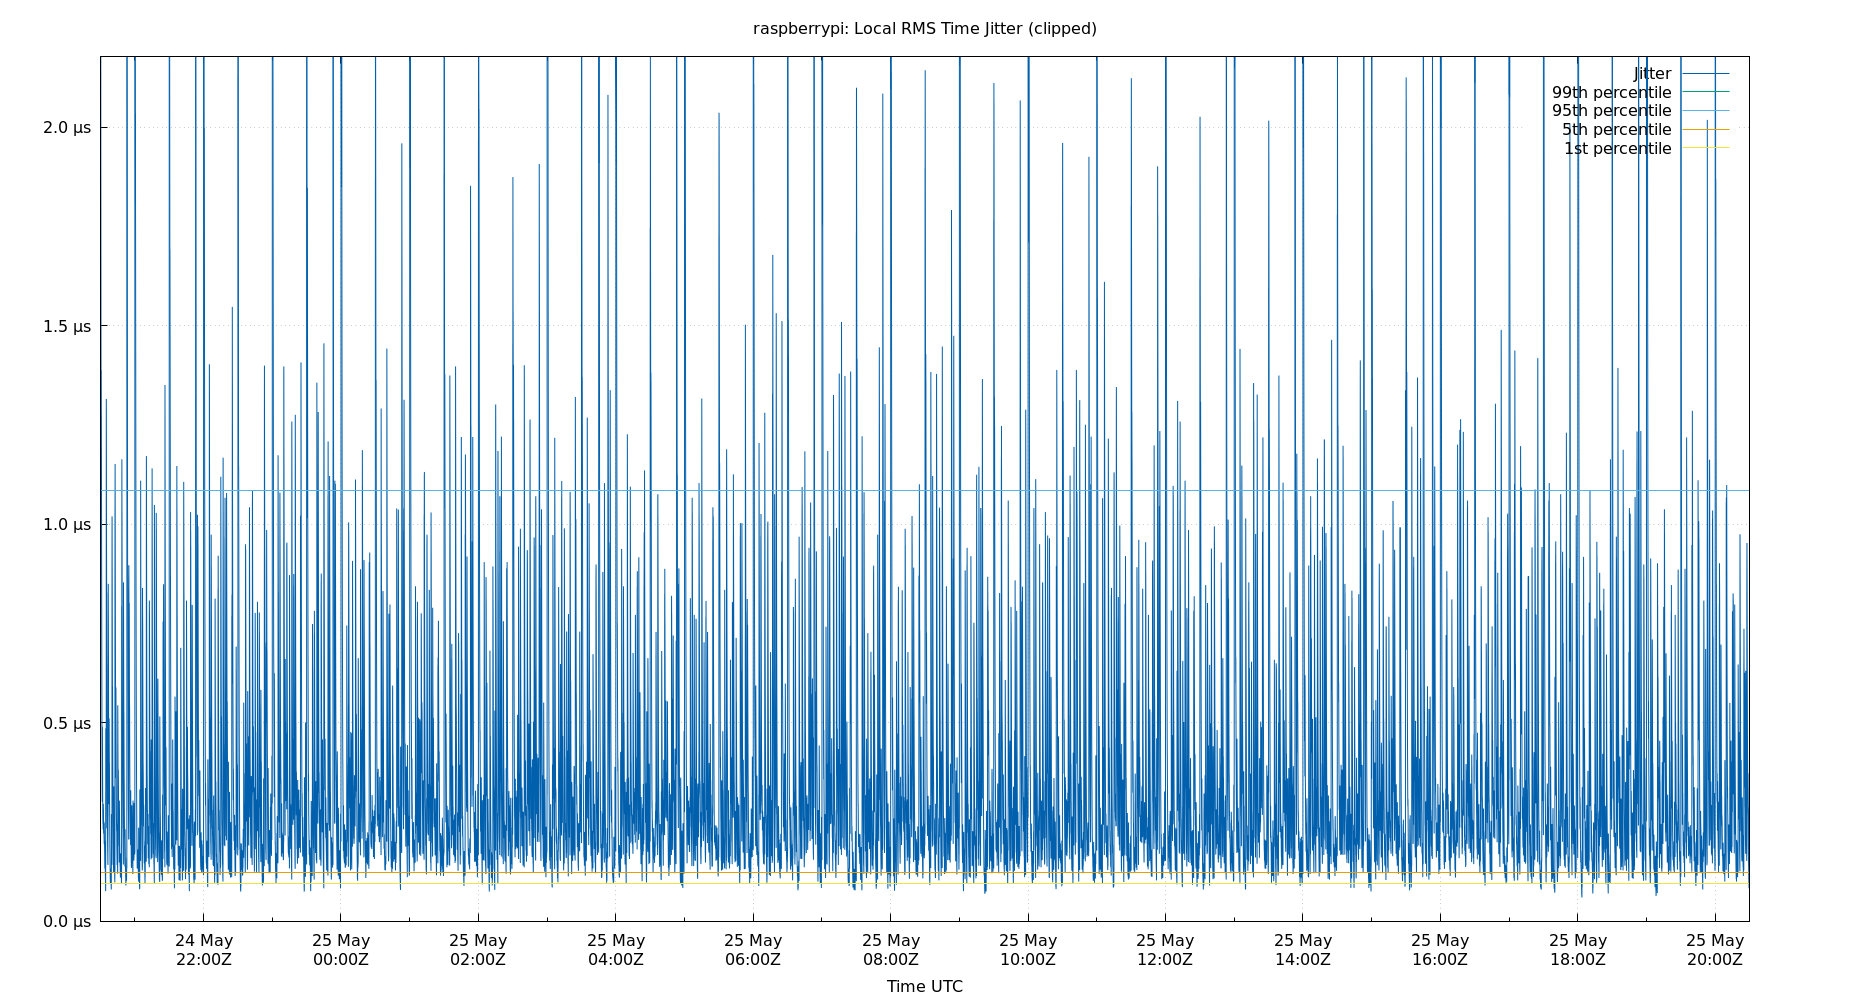 raspberrypi: Local RMS Time Jitter (clipped)
Jitter
99th percentile
95th percentile
5th percentile
1st percentile
2.0 µs
1.5 µs
1.0 µs
0.5 µs
0.0 µs
24 May 25 May 25 May 25 May 25 May 25 May 25 May 25 May 25 May 25 May 25 May 25 May
22:00Z 00:00Z 02:00Z 04:00Z 06:00Z 08:00Z 10:00Z 12:00Z 14:00Z 16:00Z 18:00Z 20:00Z
Time UTC